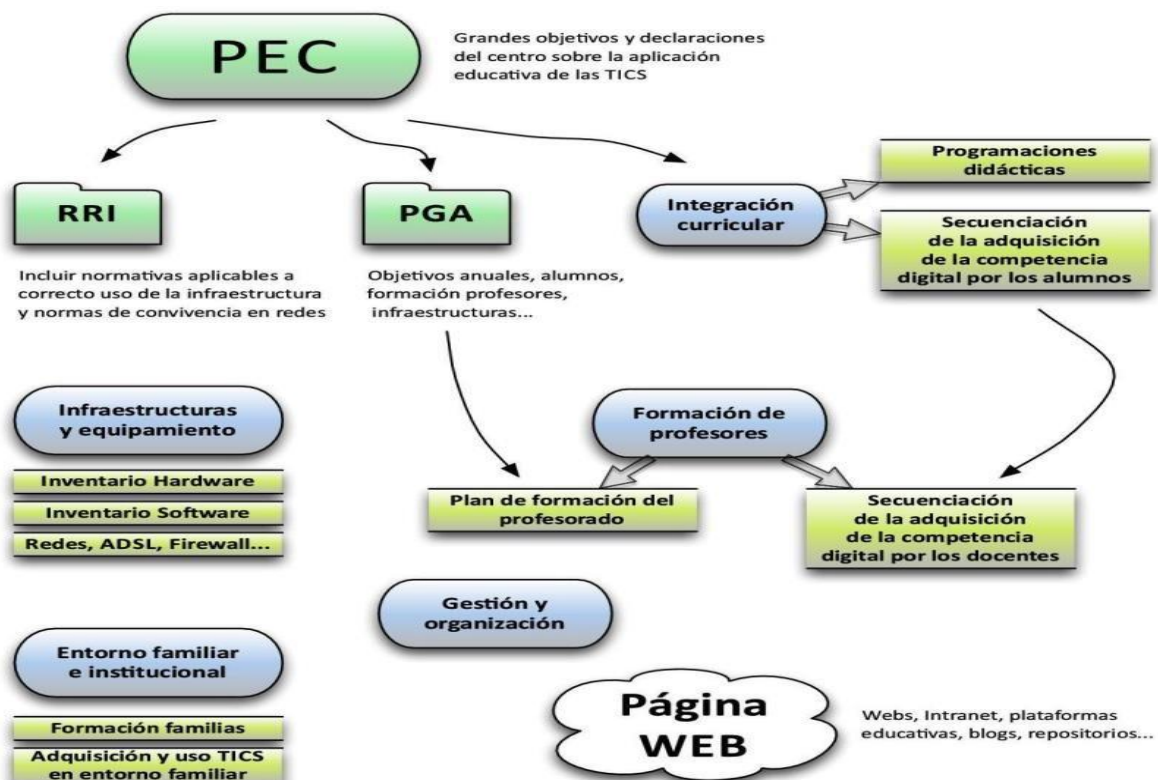 PEC
Grandes objetivos y declaraciones
del centro sobre la aplicación
educativa de las TICS
RRI
Incluir normativas aplicables a
correcto uso de la infraestructura
y normas de convivencia en redes
PGA
Objetivos anuales, alumnos,
formación profesores,
infraestructuras...
Integración
curricular
Programaciones
didácticas
Secuenciación
de la adquisición
de la competencia
digital por los alumnos
Infraestructuras
y equipamiento
Inventario Hardware
Inventario Software
Redes, ADSL, Firewall...
Formación de
profesores
Plan de formación del
profesorado
Secuenciación
de la adquisición
de la competencia
digital por los docentes
Gestión y
organización
Entorno familiar
e institucional
Formación familias
Adquisición y uso TICS
en entorno familiar
Página
WEB
Webs, Intranet, plataformas
educativas, blogs, repositorios...